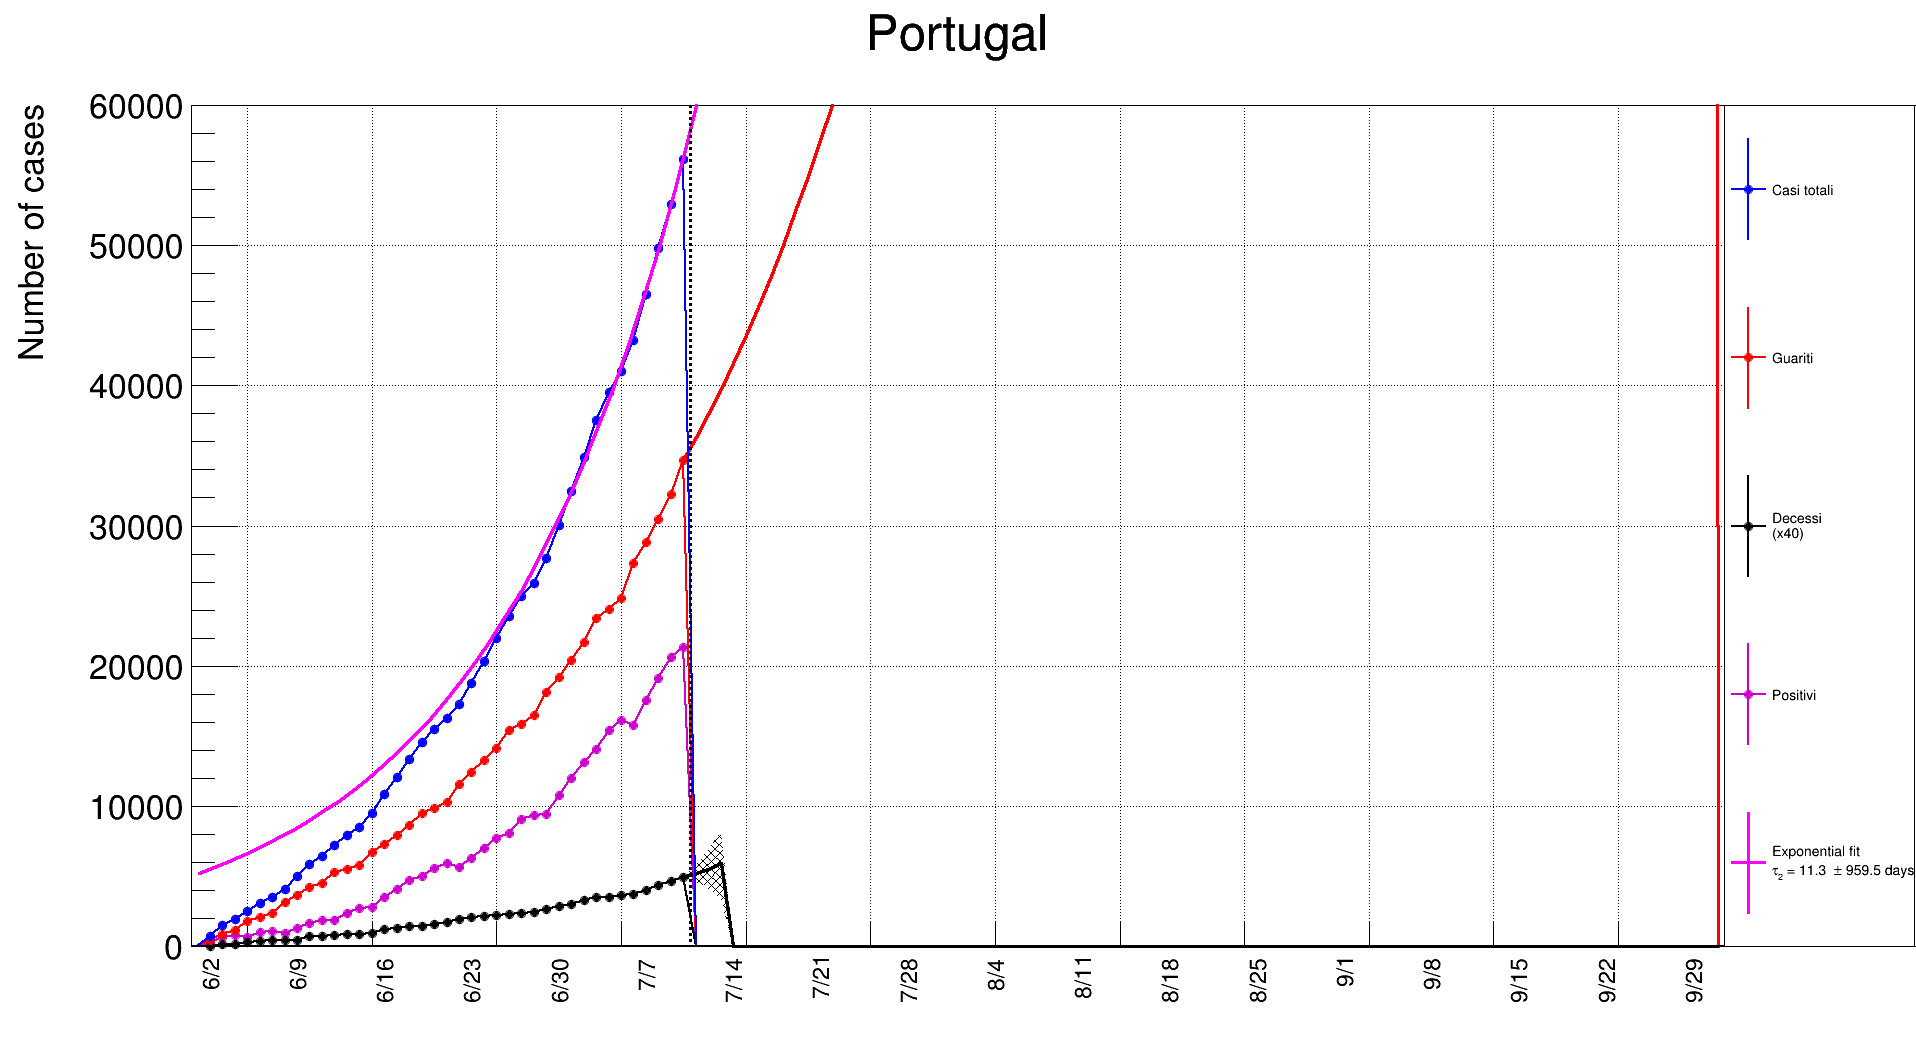 Portugal
Number of cases
60000
50000
40000
30000
20000
10000
0
6/2
6/9
6/16
6/23
6/30
7/7
7/14
7/21
7/28
8/4
8/11
8/18
8/25
9/1
9/8
9/15
9/22
9/29
Casi totali
Guariti
Decessi
(x40)
Positivi
Exponential fit
τ₂ = 11.3 ± 959.5 days